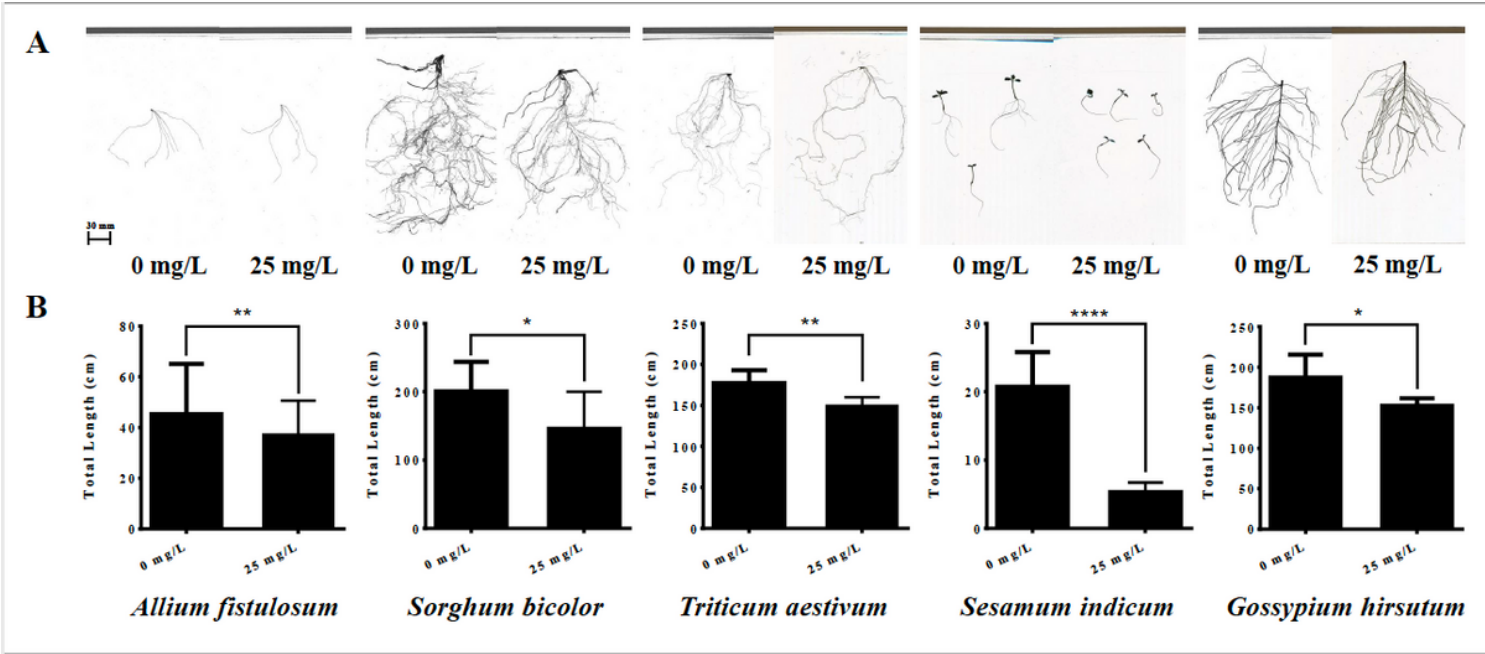 A
30 mm
0 mg/L 25 mg/L 0 mg/L 25 mg/L 0 mg/L 25 mg/L 0 mg/L 25 mg/L 0 mg/L 25 mg/L
B
Total Length (cm)
80
60
40
20
0
**
0 mg/L
25 mg/L
Allium fistulosum
Total Length (cm)
300
200
100
0
*
0 mg/L
25 mg/L
Sorghum bicolor
Total Length (cm)
250
200
150
100
50
0
**
0 mg/L
25 mg/L
Triticum aestivum
Total Length (cm)
30
20
10
0
****
0 mg/L
25 mg/L
Sesamum indicum
Total Length (cm)
250
200
150
100
50
0
*
0 mg/L
25 mg/L
Gossypium hirsutum